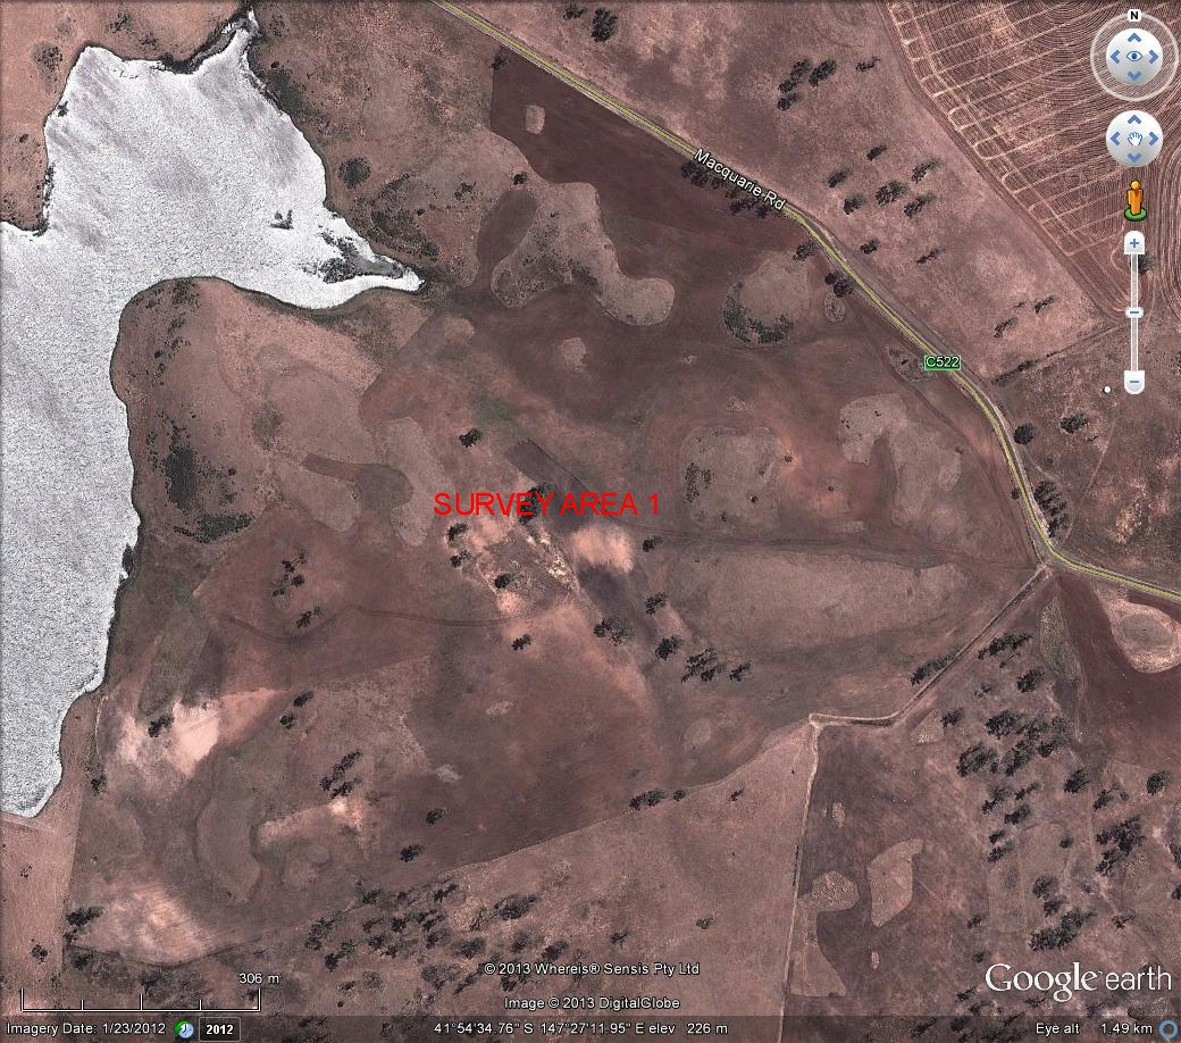 N
Macquarie Rd
C522
SURVEY AREA 1
306 m
© 2013 Whereis® Sensis Pty Ltd
Google earth
Image © 2013 DigitalGlobe
Imagery Date: 1/23/2012 2012 41°54'34.76" S 147°27'11.95" E elev 226 m Eye alt 1.49 km